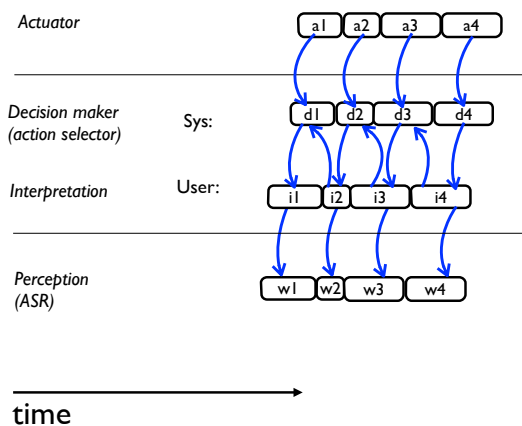 Actuator
a1 a2 a3 a4
Decision maker
(action selector)
Sys:
d1 d2 d3 d4
Interpretation
User:
i1 i2 i3 i4
Perception
(ASR)
w1 w2 w3 w4
time